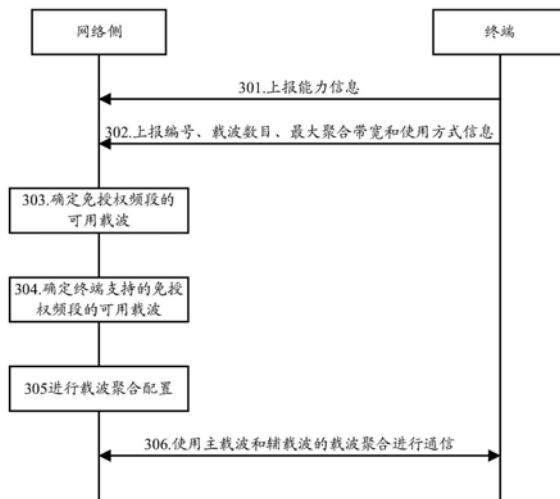 网络侧
终端
301.上报能力信息
302.上报编号、载波数目、最大聚合带宽和使用方式信息
303.确定免授权频段的
可用载波
304.确定终端支持的免授
权频段的可用载波
305进行载波聚合配置
306.使用主载波和辅载波的载波聚合进行通信